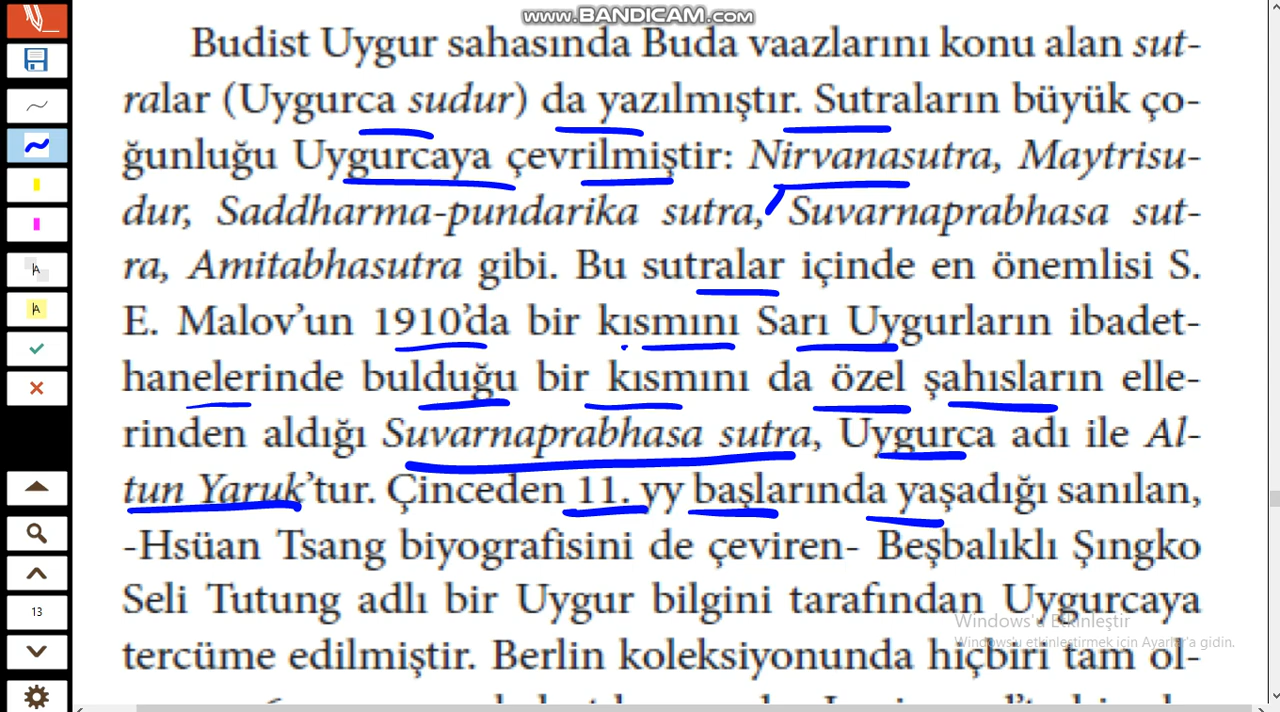 www.BANDICAM.com
Budist Uygur sahasında Buda vaazlarını konu alan sut-
ralar (Uygurca sudur) da yazılmıştır. Sutraların büyük ço-
ğunluğu Uygurcaya çevrilmiştir: Nirvanasutra, Maytrisu-
dur, Saddharma-pundarika sutra, Suvarnaprabhasa sut-
ra, Amitabhasutra gibi. Bu sutralar içinde en önemlisi S.
E. Malov’un 1910’da bir kısmını Sarı Uygurların ibadet-
hanelerinde bulduğu bir kısmını da özel şahısların elle-
rinden aldığı Suvarnaprabhasa sutra, Uygurca adı ile Al-
tun Yaruk’tur. Çinceden 11. yy başlarında yaşadığı sanılan,
-Hsüan Tsang biyografisini de çeviren- Beşbalıklı Şıngko
Seli Tutung adlı bir Uygur bilgini tarafından Uygurcaya
tercüme edilmiştir. Berlin koleksiyonunda hiçbiri tam ol-
Windows'u Etkinleştir
Windows'u etkinleştirmek için Ayarlar'a gidin.
13